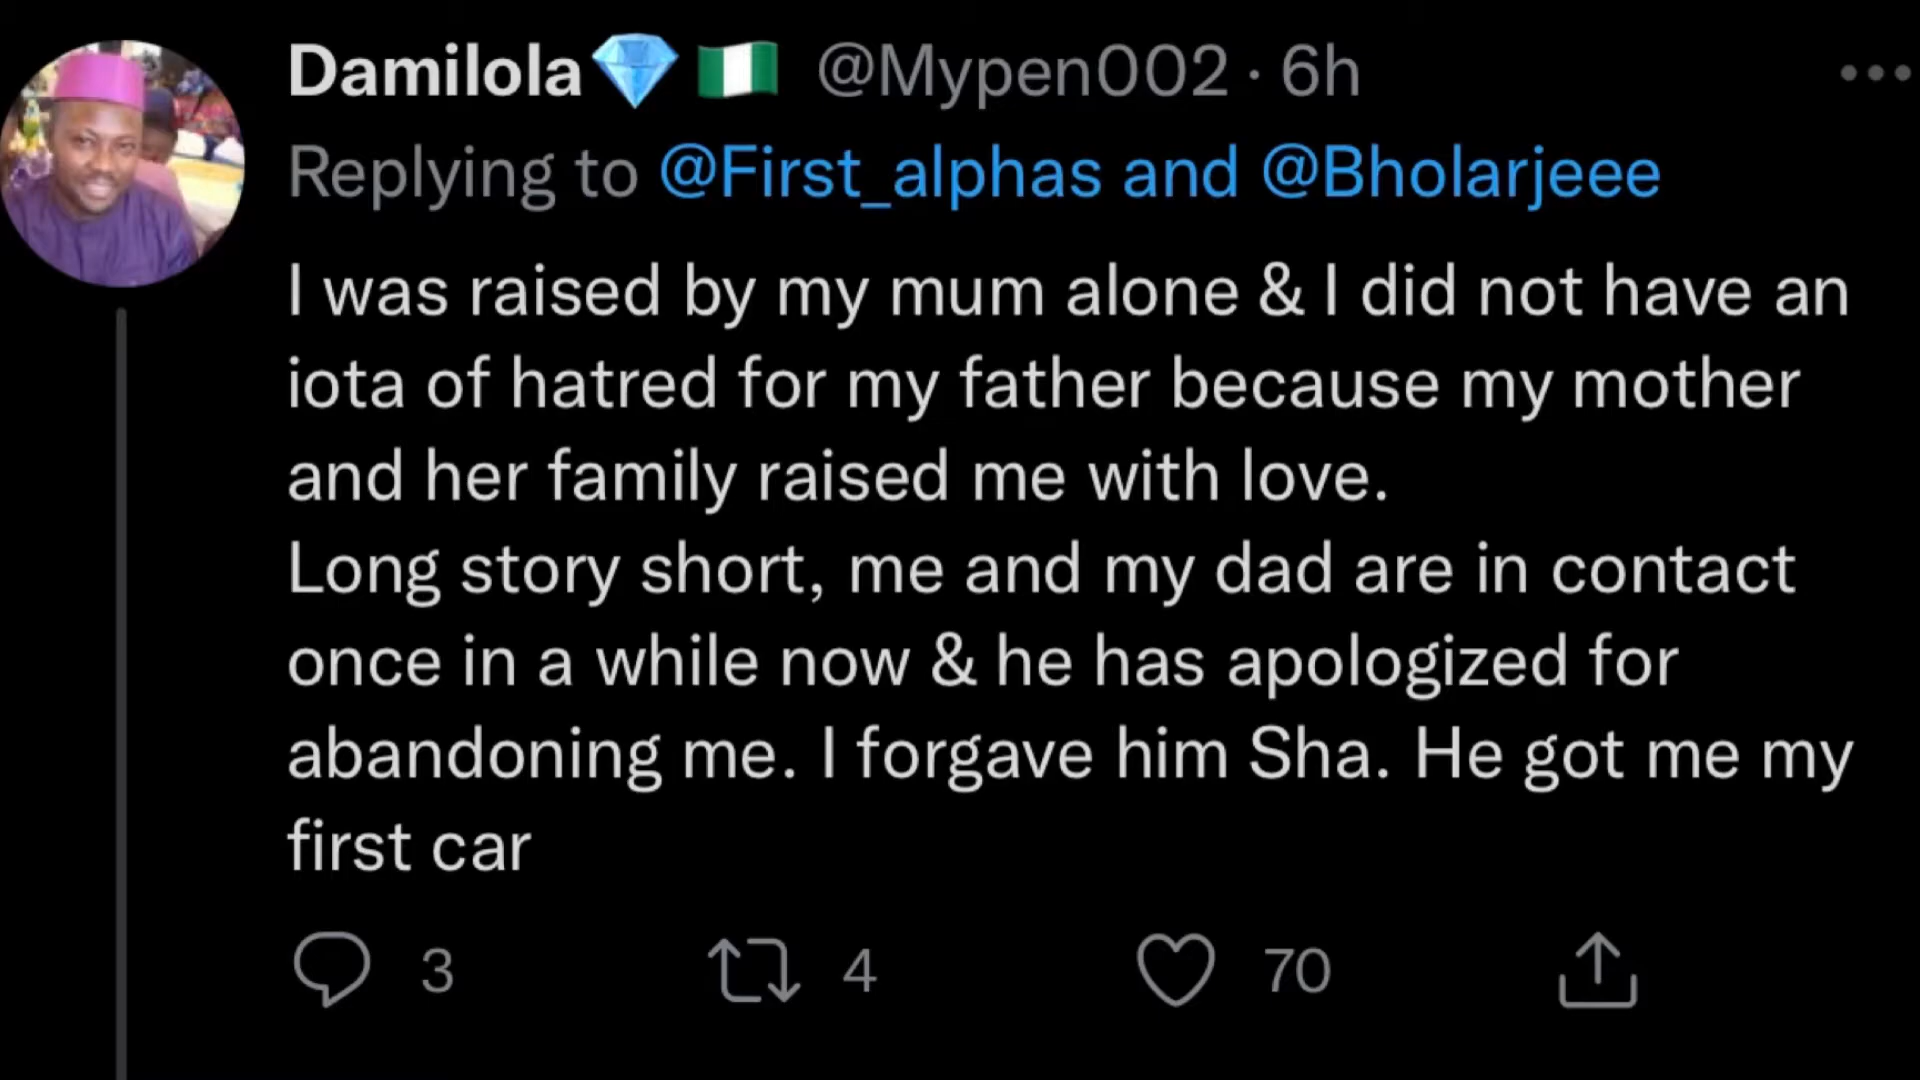 Damilola💎🇳🇬 @Mypen002 · 6h
Replying to @First_alphas and @Bholarjeee
I was raised by my mum alone & I did not have an
iota of hatred for my father because my mother
and her family raised me with love.
Long story short, me and my dad are in contact
once in a while now & he has apologized for
abandoning me. I forgave him Sha. He got me my
first car
3 4 70